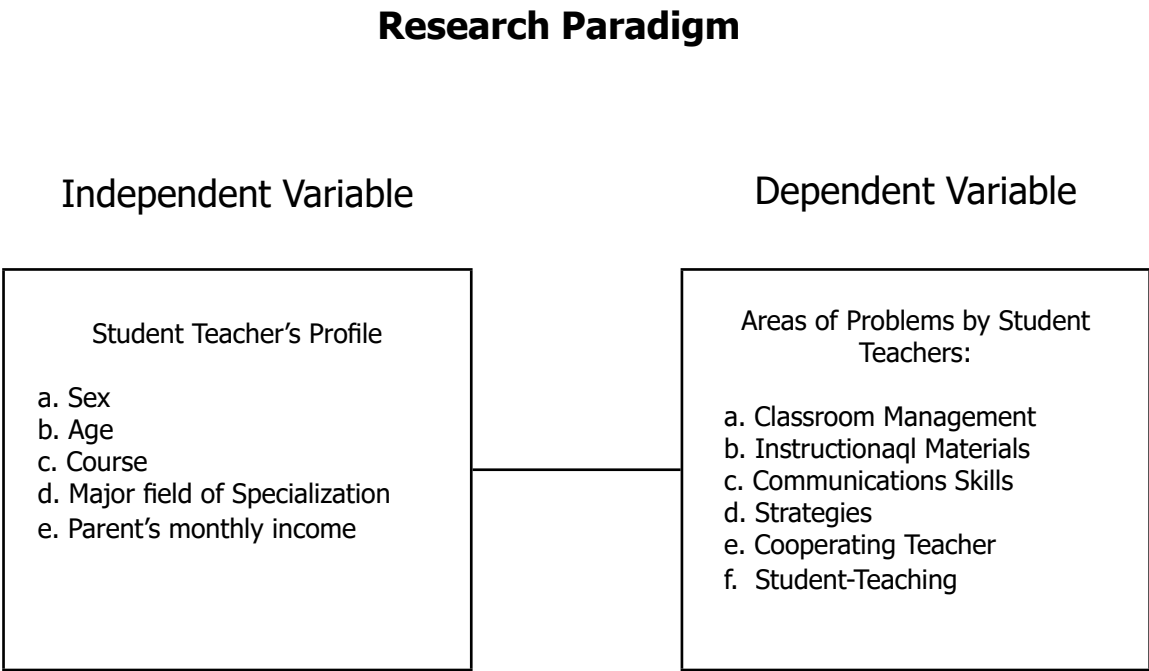 Research Paradigm
Independent Variable
Dependent Variable
Student Teacher’s Profile
a. Sex
b. Age
c. Course
d. Major field of Specialization
e. Parent’s monthly income
Areas of Problems by Student
Teachers:
a. Classroom Management
b. Instructionaql Materials
c. Communications Skills
d. Strategies
e. Cooperating Teacher
f. Student-Teaching